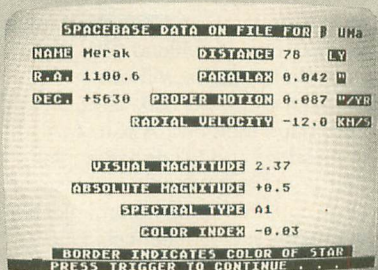 SPACEBASE DATA ON FILE FOR β UMa
NAME Merak DISTANCE 78 LY
R.A. 1100.6 PARALLAX 0.042 "
DEC. +5630 PROPER MOTION 0.087 "/YR
RADIAL VELOCITY -12.0 KM/S
VISUAL MAGNITUDE 2.37
ABSOLUTE MAGNITUDE +0.5
SPECTRAL TYPE A1
COLOR INDEX -0.03
BORDER INDICATES COLOR OF STAR
PRESS TRIGGER TO CONTINUE . . . .